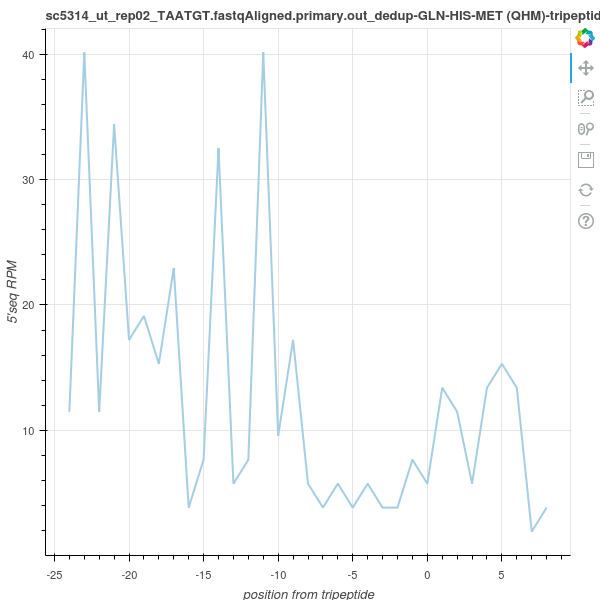 sc5314_ut_rep02_TAATGT.fastqAligned.primary.out_dedup-GLN-HIS-MET (QHM)-tripeptid
40
30
20
10
5'seq RPM
-25 -20 -15 -10 -5 0 5
position from tripeptide